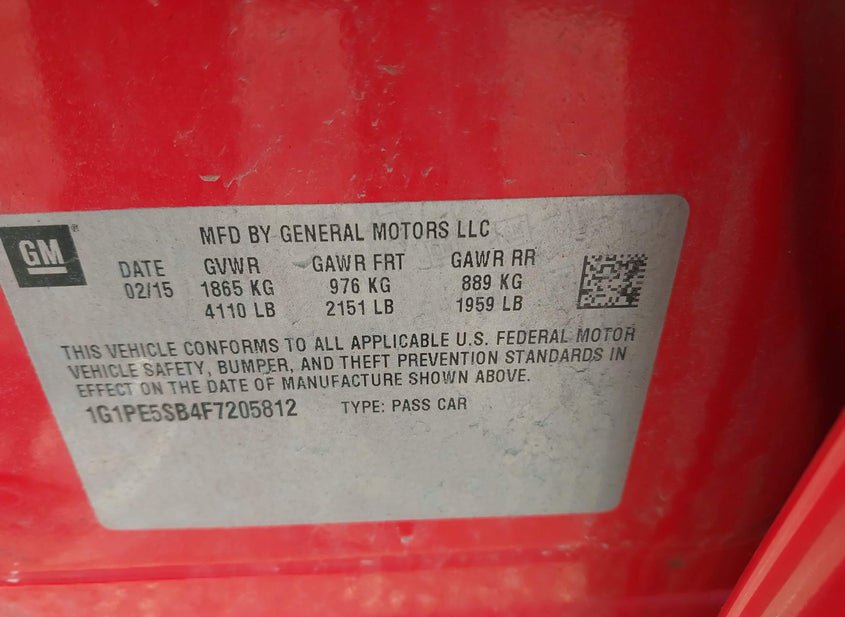 GM
MFD BY GENERAL MOTORS LLC
DATE GVWR GAWR FRT GAWR RR
02/15 1865 KG 976 KG 889 KG
4110 LB 2151 LB 1959 LB
THIS VEHICLE CONFORMS TO ALL APPLICABLE U.S. FEDERAL MOTOR
VEHICLE SAFETY, BUMPER, AND THEFT PREVENTION STANDARDS IN
EFFECT ON THE DATE OF MANUFACTURE SHOWN ABOVE.
1G1PE5SB4F7205812 TYPE: PASS CAR